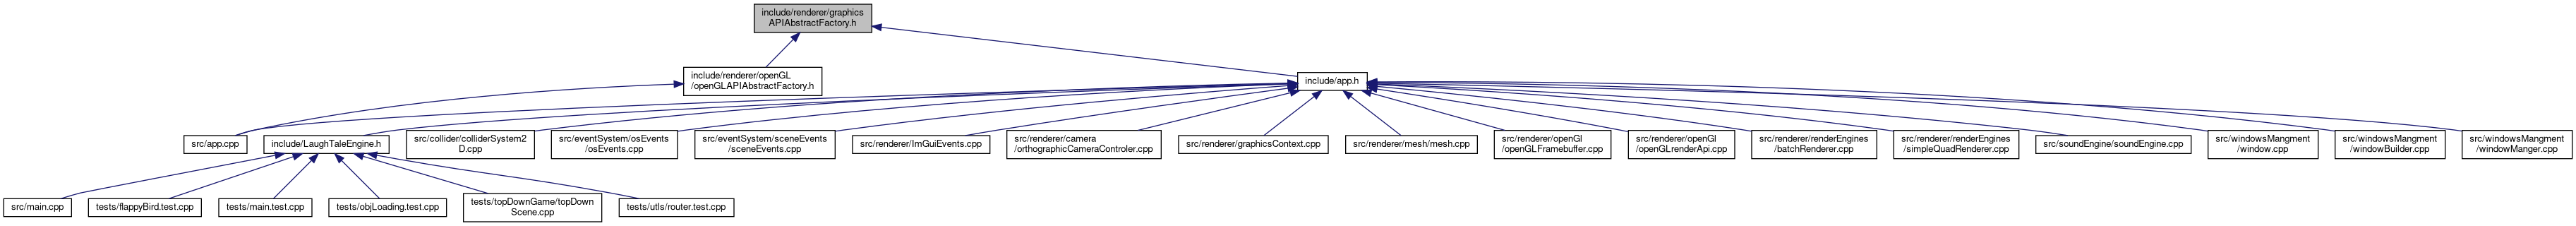 include/renderer/graphics
APIAbstractFactory.h
include/renderer/openGL
/openGLAPIAbstractFactory.h
include/app.h
src/app.cpp
include/LaughTaleEngine.h
src/collider/colliderSystem2
D.cpp
src/eventSystem/osEvents
/osEvents.cpp
src/eventSystem/sceneEvents
/sceneEvents.cpp
src/renderer/ImGuiEvents.cpp
src/renderer/camera
/orthographicCameraControler.cpp
src/renderer/graphicsContext.cpp
src/renderer/mesh/mesh.cpp
src/renderer/openGl
/openGLFramebuffer.cpp
src/renderer/openGl
/openGLrenderApi.cpp
src/renderer/renderEngines
/batchRenderer.cpp
src/renderer/renderEngines
/simpleQuadRenderer.cpp
src/soundEngine/soundEngine.cpp
src/windowsMangment
/window.cpp
src/windowsMangment
/windowBuilder.cpp
src/windowsMangment
/windowManger.cpp
src/main.cpp
tests/flappyBird.test.cpp
tests/main.test.cpp
tests/objLoading.test.cpp
tests/topDownGame/topDown
Scene.cpp
tests/utls/router.test.cpp